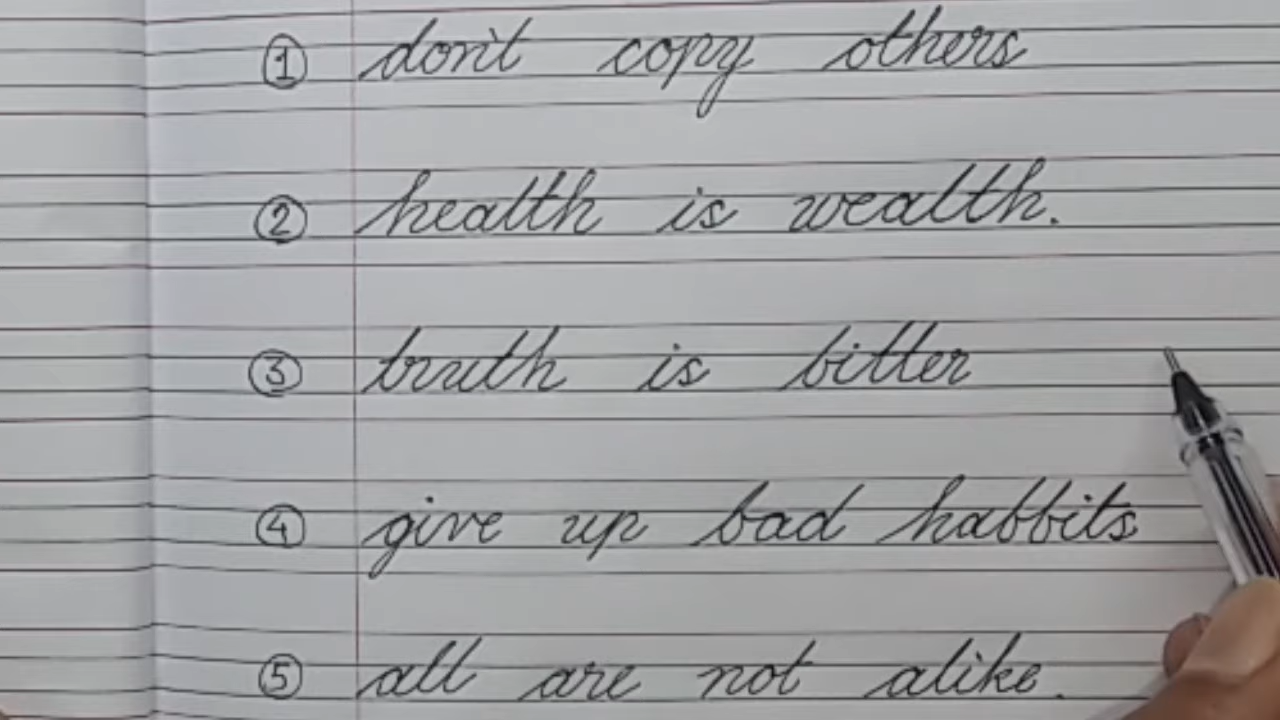 ① don't copy others
② health is wealth.
③ truth is bitter
④ give up bad habbits
⑤ all are not alike.